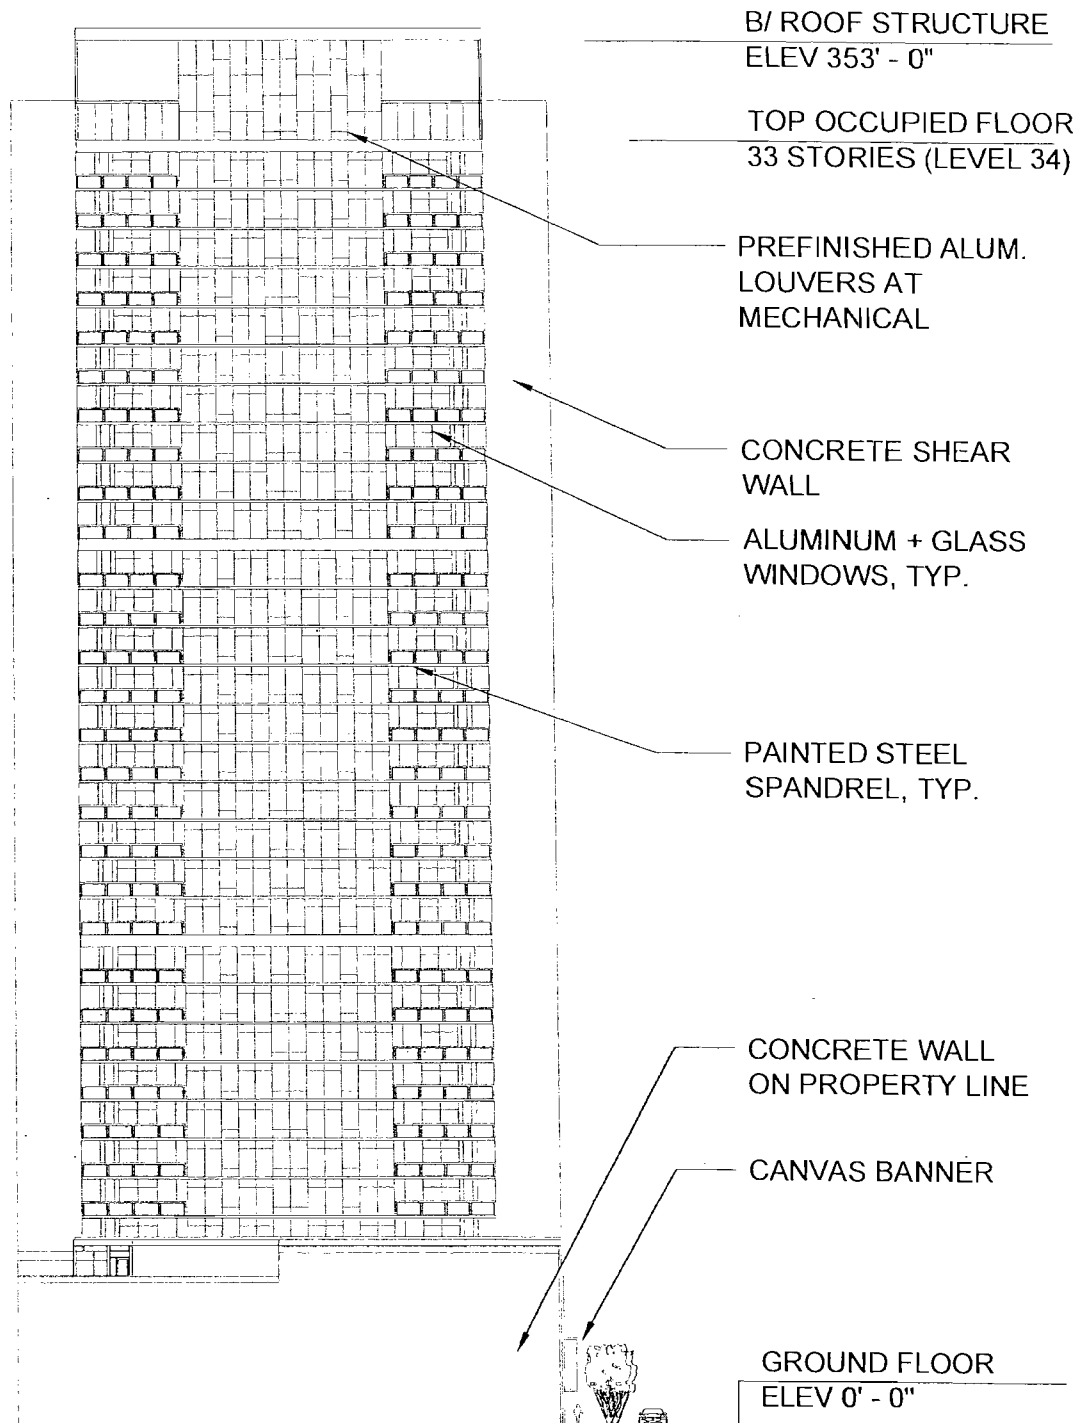 B/ ROOF STRUCTURE
ELEV 353' - 0"
TOP OCCUPIED FLOOR
33 STORIES (LEVEL 34)
PREFINISHED ALUM.
LOUVERS AT
MECHANICAL
CONCRETE SHEAR
WALL
ALUMINUM + GLASS
WINDOWS, TYP.
PAINTED STEEL
SPANDREL, TYP.
CONCRETE WALL
ON PROPERTY LINE
CANVAS BANNER
GROUND FLOOR
ELEV 0' - 0"